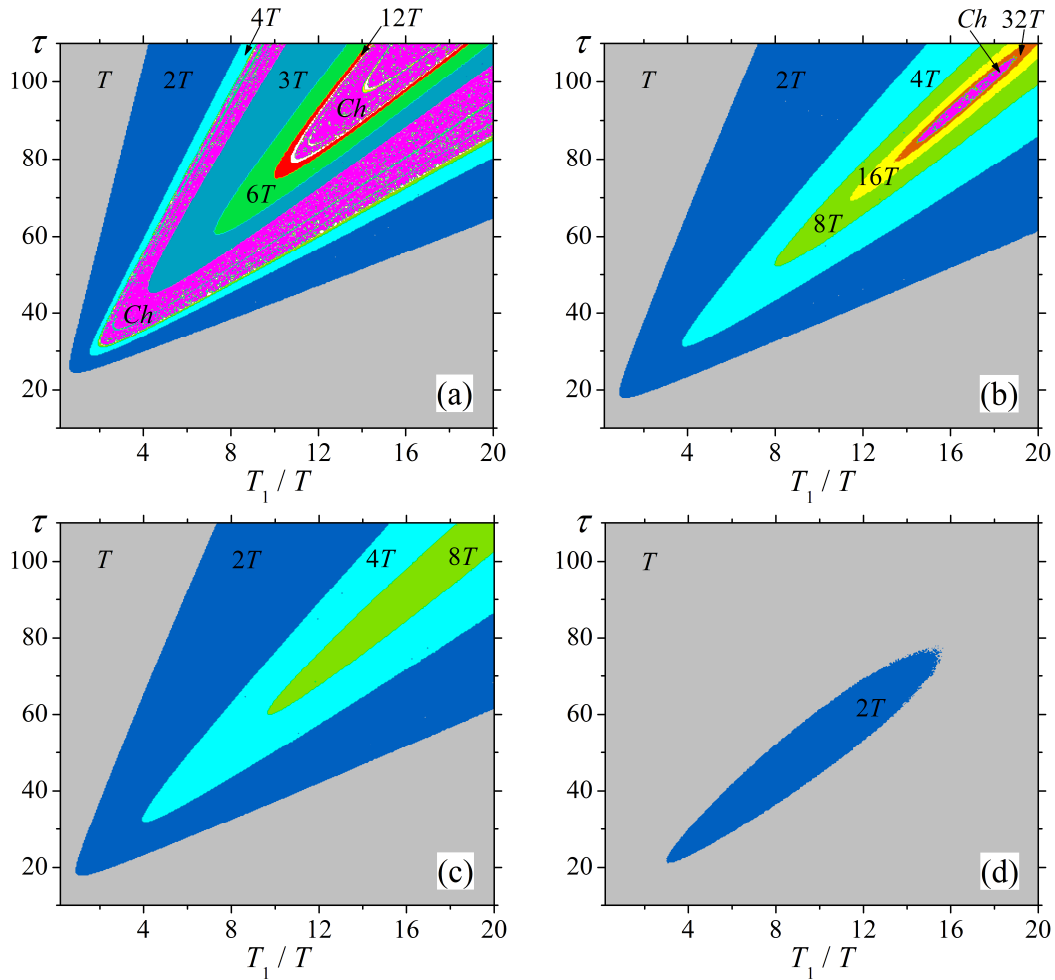 4T 12T Ch 32T
τ T 2T 3T τ T 2T 4T
100 100
Ch
80 80
6T 16T
60 60
8T
40 Ch 40
20 (a) 20 (b)
4 8 12 16 20 4 8 12 16 20
T1 / T T1 / T
τ τ
100 T 2T 4T 8T 100 T
80 80
60 60 2T
40 40
20 (c) 20 (d)
4 8 12 16 20 4 8 12 16 20
T1 / T T1 / T